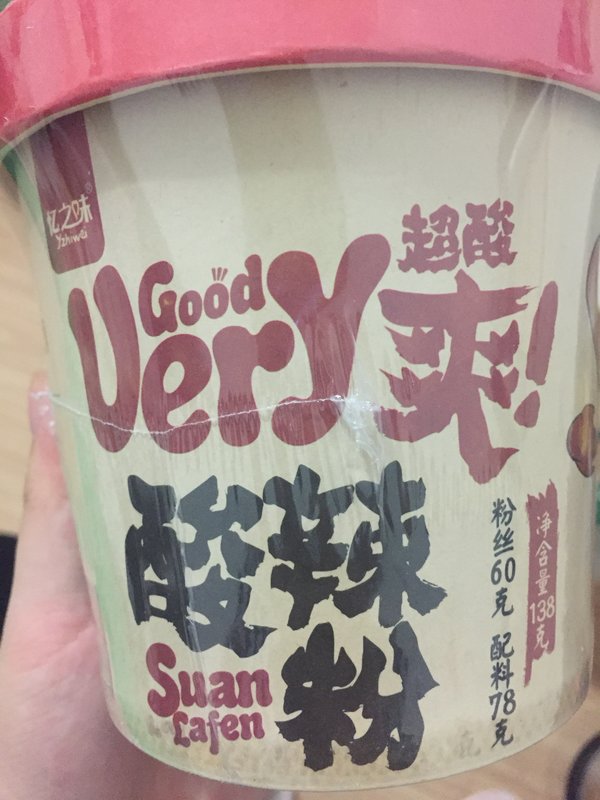 忆之味®
Yzhiwei
超酸
Good
Very爽!
酸辣
粉
Suan
Lafen
粉丝60克 配料78克
净含量138克